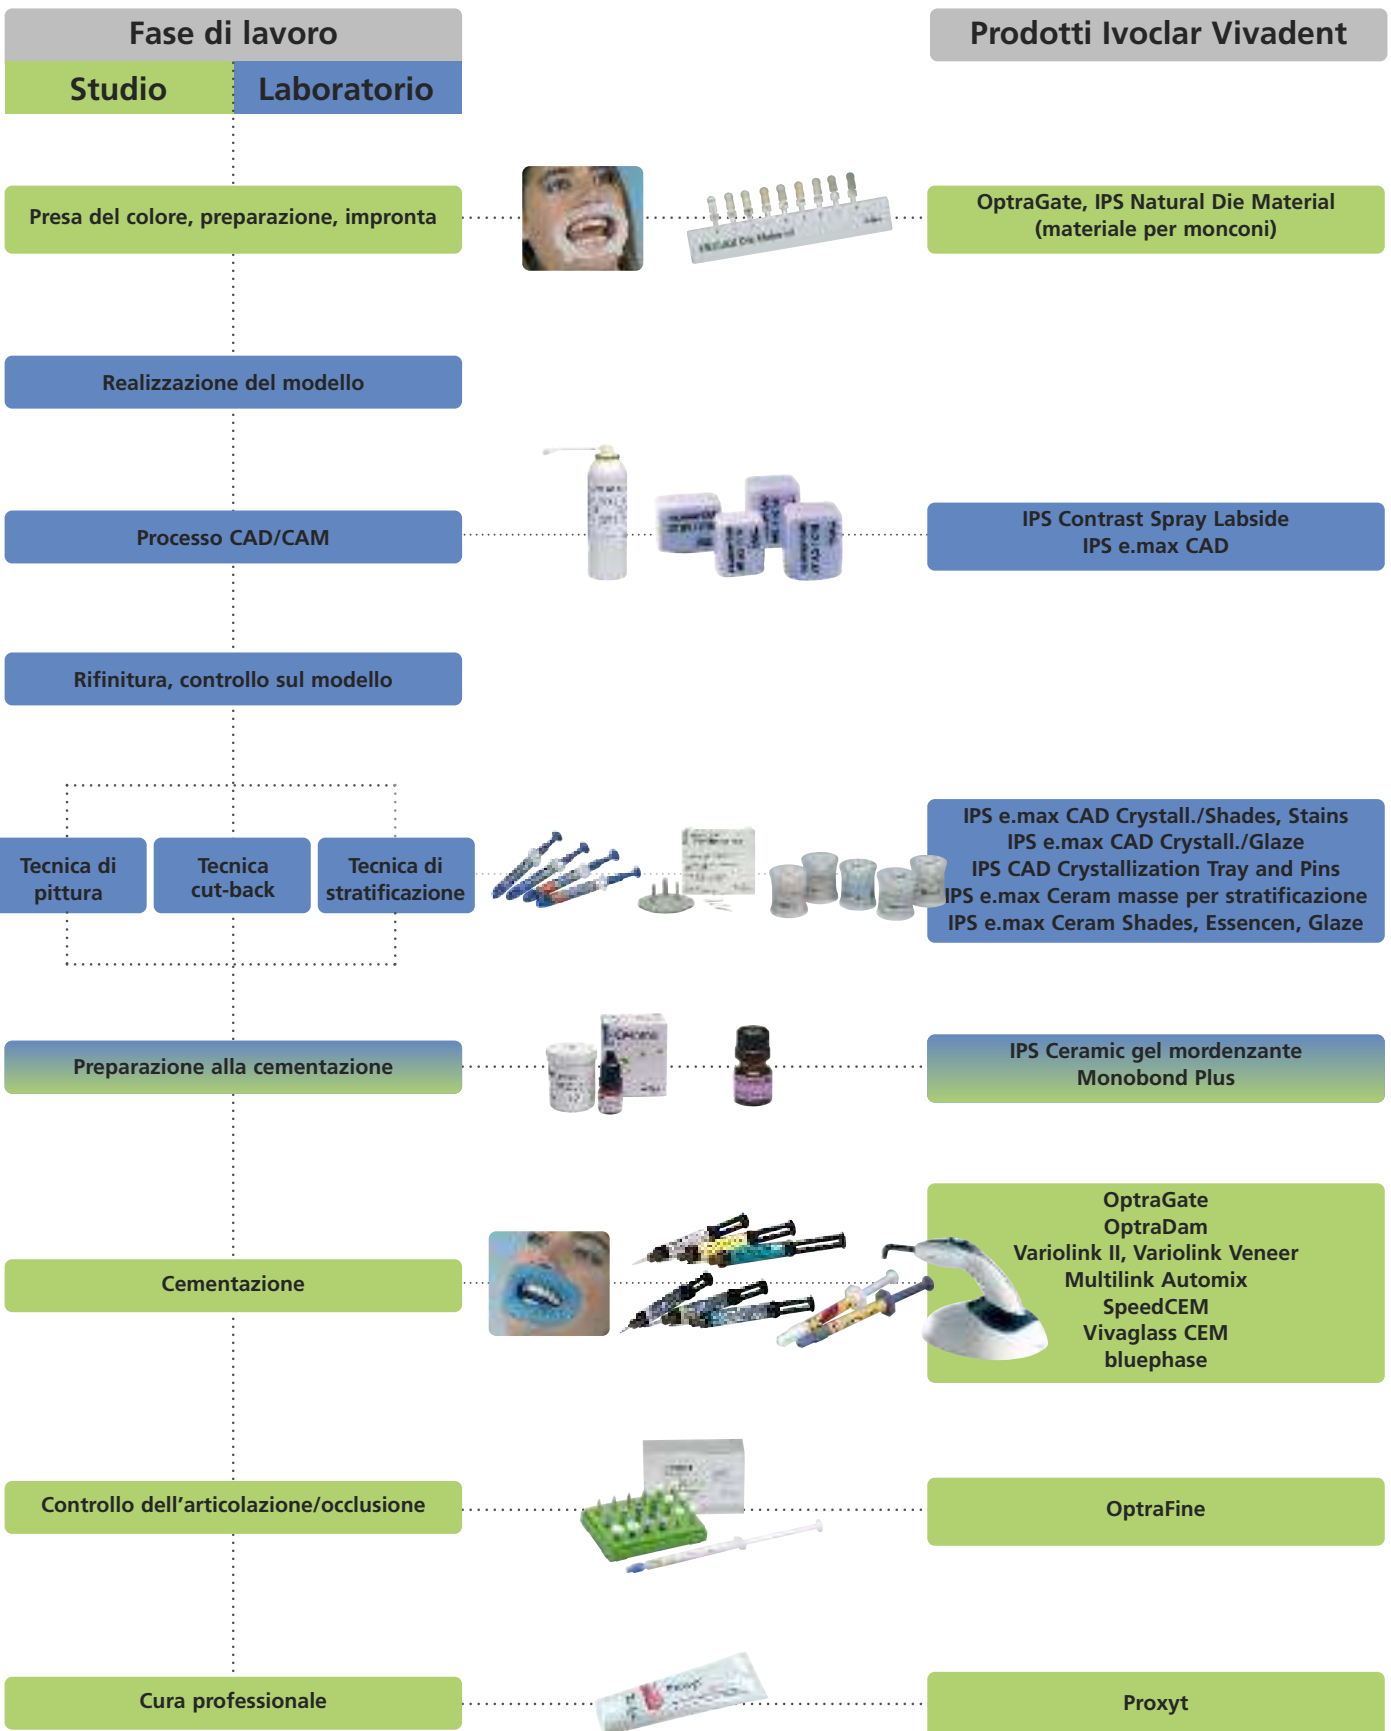 Fase di lavoro
Prodotti Ivoclar Vivadent
Studio
Laboratorio
Presa del colore, preparazione, impronta
OptraGate, IPS Natural Die Material
(materiale per monconi)
Realizzazione del modello
Processo CAD/CAM
IPS Contrast Spray Labside
IPS e.max CAD
Rifinitura, controllo sul modello
Tecnica di
pittura
Tecnica
cut-back
Tecnica di
stratificazione
IPS e.max CAD Crystall./Shades, Stains
IPS e.max CAD Crystall./Glaze
IPS CAD Crystallization Tray and Pins
IPS e.max Ceram masse per stratificazione
IPS e.max Ceram Shades, Essencen, Glaze
Preparazione alla cementazione
IPS Ceramic gel mordenzante
Monobond Plus
Cementazione
OptraGate
OptraDam
Variolink II, Variolink Veneer
Multilink Automix
SpeedCEM
Vivaglass CEM
bluephase
Controllo dell’articolazione/occlusione
OptraFine
Cura professionale
Proxyt